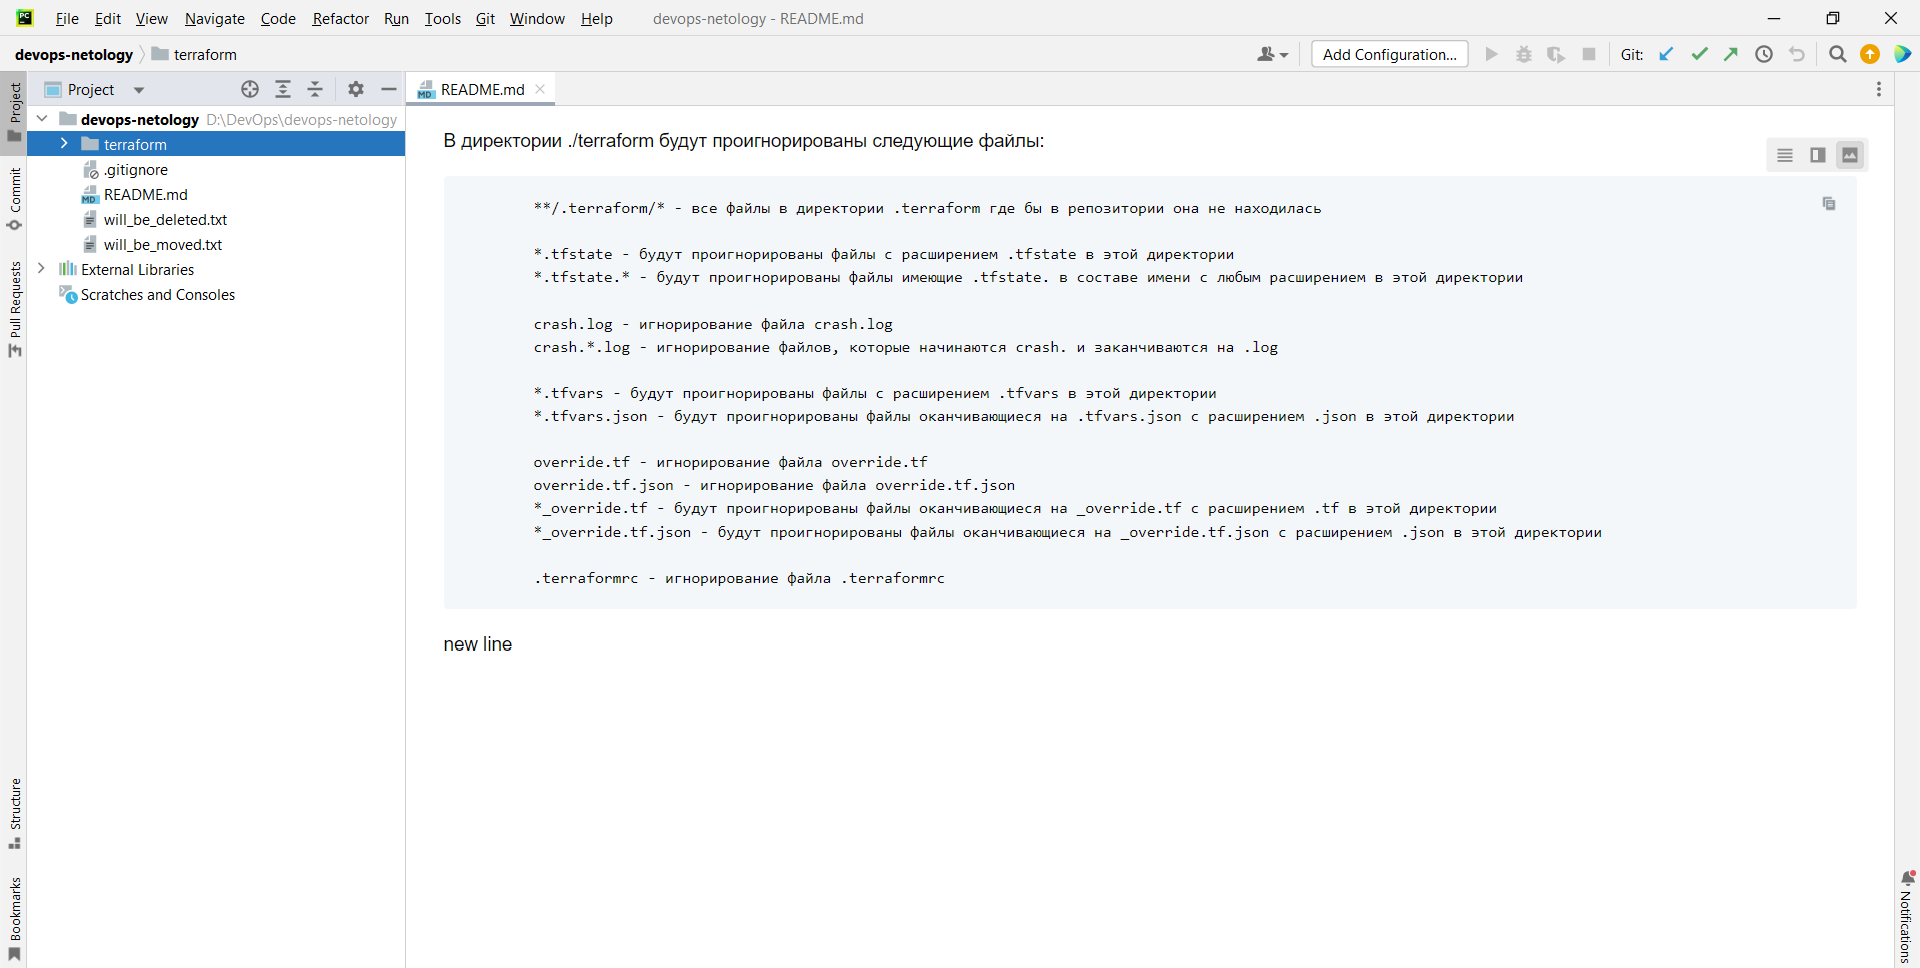 PC File Edit View Navigate Code Refactor Run Tools Git Window Help devops-netology - README.md
devops-netology terraform Add Configuration... Git:
Project
README.md
devops-netology D:\DevOps\devops-netology
terraform
.gitignore
README.md
will_be_deleted.txt
will_be_moved.txt
External Libraries
Scratches and Consoles
Project
Commit
Pull Requests
Structure
Bookmarks
В директории ./terraform будут проигнорированы следующие файлы:
**/.terraform/* - все файлы в директории .terraform где бы в репозитории она не находилась
*.tfstate - будут проигнорированы файлы с расширением .tfstate в этой директории
*.tfstate.* - будут проигнорированы файлы имеющие .tfstate. в составе имени с любым расширением в этой директории
crash.log - игнорирование файла crash.log
crash.*.log - игнорирование файлов, которые начинаются crash. и заканчиваются на .log
*.tfvars - будут проигнорированы файлы с расширением .tfvars в этой директории
*.tfvars.json - будут проигнорированы файлы оканчивающиеся на .tfvars.json с расширением .json в этой директории
override.tf - игнорирование файла override.tf
override.tf.json - игнорирование файла override.tf.json
*_override.tf - будут проигнорированы файлы оканчивающиеся на _override.tf с расширением .tf в этой директории
*_override.tf.json - будут проигнорированы файлы оканчивающиеся на _override.tf.json с расширением .json в этой директории
.terraformrc - игнорирование файла .terraformrc
new line
Notifications